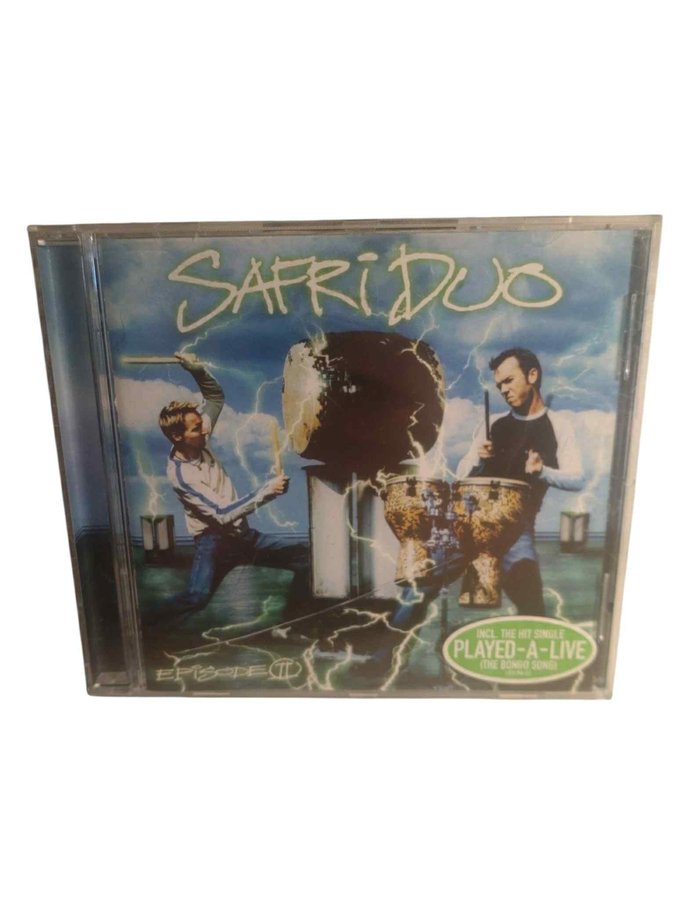 SAFRi DUO
EPiSODE II
INCL. THE HIT SINGLE
PLAYED-A-LIVE
(THE BONGO SONG)